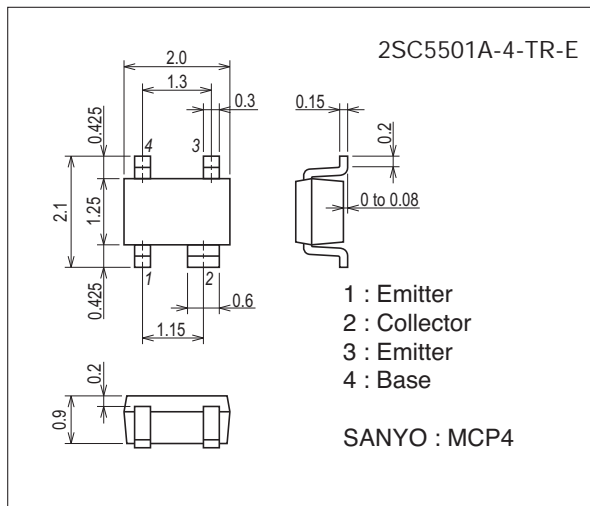 2SC5501A-4-TR-E
2.0
1.3
0.3
0.15
0.2
0.425
4
3
2.1
1.25
0 to 0.08
0.425
1
2
0.6
1.15
1 : Emitter
2 : Collector
3 : Emitter
4 : Base
0.2
0.9
SANYO : MCP4